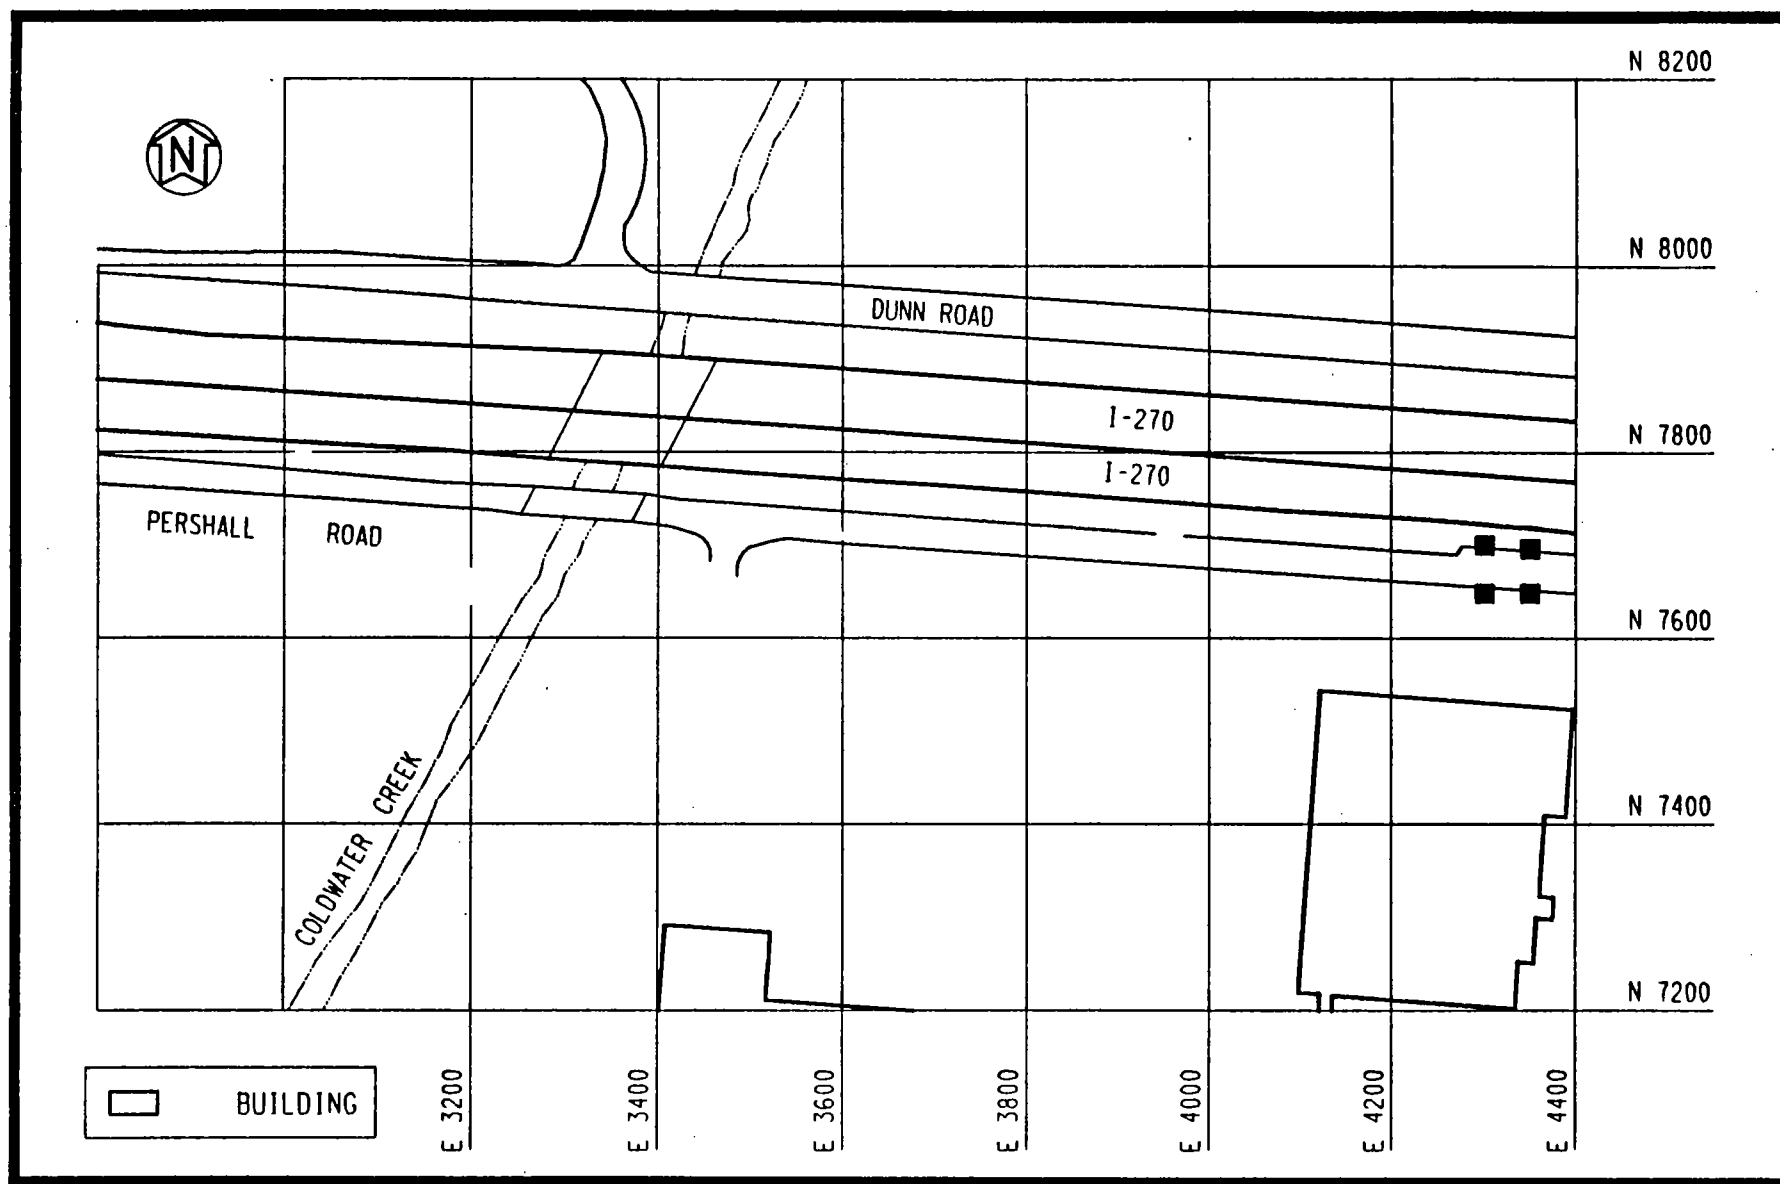 N 8200
N
N 8000
DUNN ROAD
I-270
N 7800
I-270
PERSHALL ROAD
N 7600
COLDWATER CREEK
N 7400
N 7200
BUILDING
E 3200
E 3400
E 3600
E 3800
E 4000
E 4200
E 4400